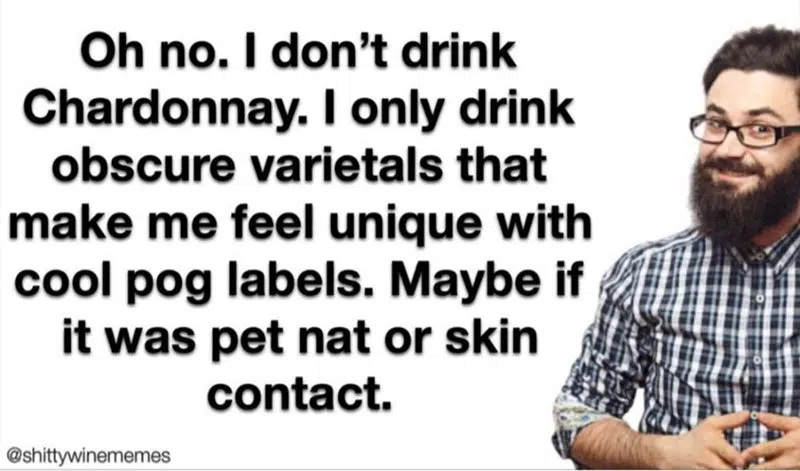 Oh no. I don’t drink
Chardonnay. I only drink
obscure varietals that
make me feel unique with
cool pog labels. Maybe if
it was pet nat or skin
contact.
@shittywinememes